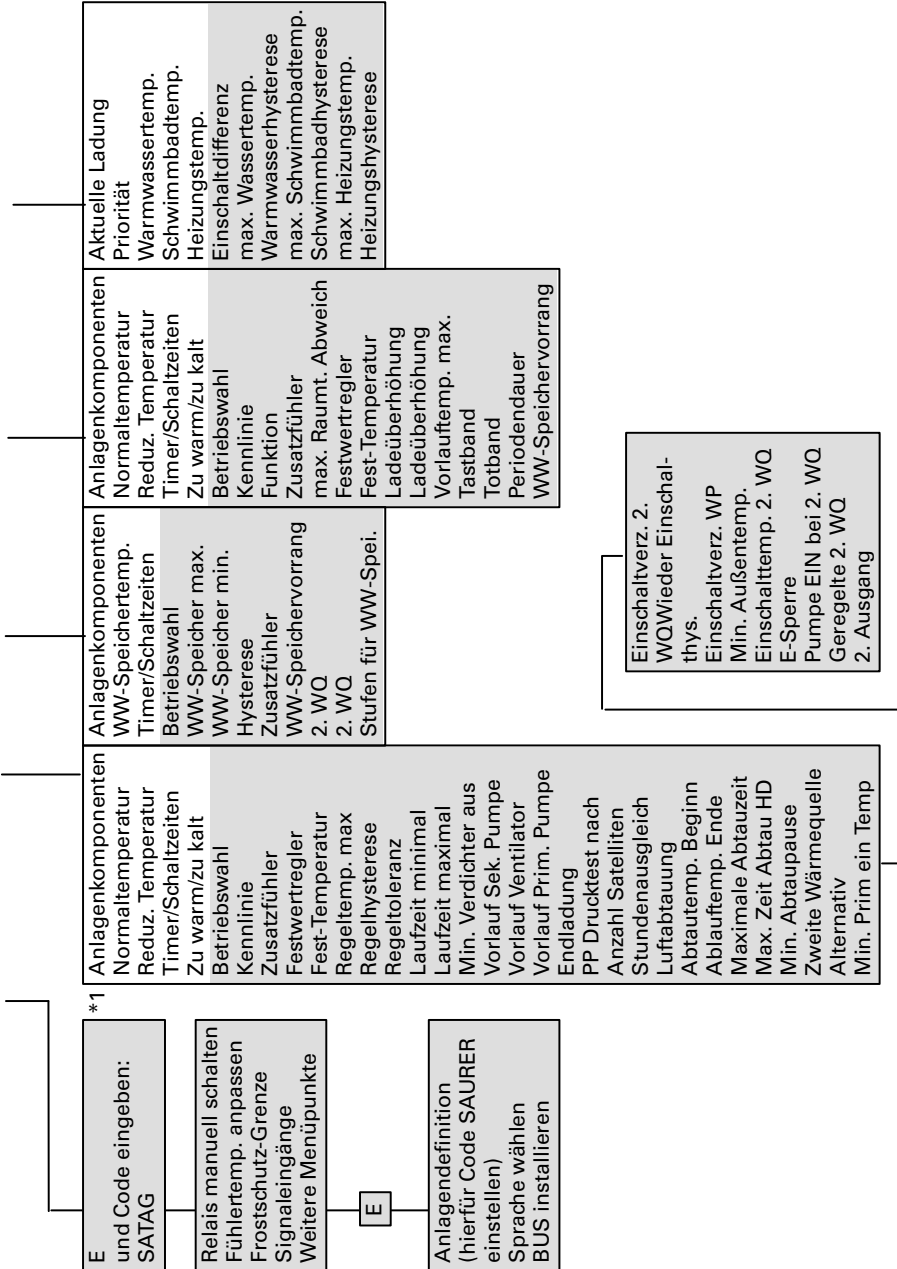 E
und Code eingeben:
SATAG
*1
Relais manuell schalten
Fühlertemp. anpassen
Frostschutz-Grenze
Signaleingänge
Weitere Menüpunkte
E
Anlagendefinition
(hierfür Code SAURER
einstellen)
Sprache wählen
BUS installieren
Anlagenkomponenten
Normaltemperatur
Reduz. Temperatur
Timer/Schaltzeiten
Zu warm/zu kalt
Betriebswahl
Kennlinie
Zusatzfühler
Festwertregler
Fest-Temperatur
Regeltemp. max
Regelhysterese
Regeltoleranz
Laufzeit minimal
Laufzeit maximal
Min. Verdichter aus
Vorlauf Sek. Pumpe
Vorlauf Ventilator
Vorlauf Prim. Pumpe
Endladung
PP Drucktest nach
Anzahl Satelliten
Stundenausgleich
Luftabtauung
Abtautemp. Beginn
Ablauftemp. Ende
Maximale Abtauzeit
Max. Zeit Abtau HD
Min. Abtaupause
Zweite Wärmequelle
Alternativ
Min. Prim ein Temp
Anlagenkomponenten
WW-Speichertemp.
Timer/Schaltzeiten
Betriebswahl
WW-Speicher max.
WW-Speicher min.
Hysterese
Zusatzfühler
WW-Speichervorrang
2. WQ
2. WQ
Stufen für WW-Spei.
Einschaltverz. 2.
WQWieder Einschal-
thys.
Einschaltverz. WP
Min. Außentemp.
Einschalttemp. 2. WQ
E-Sperre
Pumpe EIN bei 2. WQ
Geregelte 2. WQ
2. Ausgang
Anlagenkomponenten
Normaltemperatur
Reduz. Temperatur
Timer/Schaltzeiten
Zu warm/zu kalt
Betriebswahl
Kennlinie
Funktion
Zusatzfühler
max. Raumt. Abweich
Festwertregler
Fest-Temperatur
Ladeüberhöhung
Ladeüberhöhung
Vorlauftemp. max.
Tastband
Totband
Periodendauer
WW-Speichervorrang
Aktuelle Ladung
Priorität
Warmwassertemp.
Schwimmbadtemp.
Heizungstemp.
Einschaltdifferenz
max. Wassertemp.
Warmwasserhysterese
max. Schwimmbadtemp.
Schwimmbadhysterese
max. Heizungstemp.
Heizungshysterese